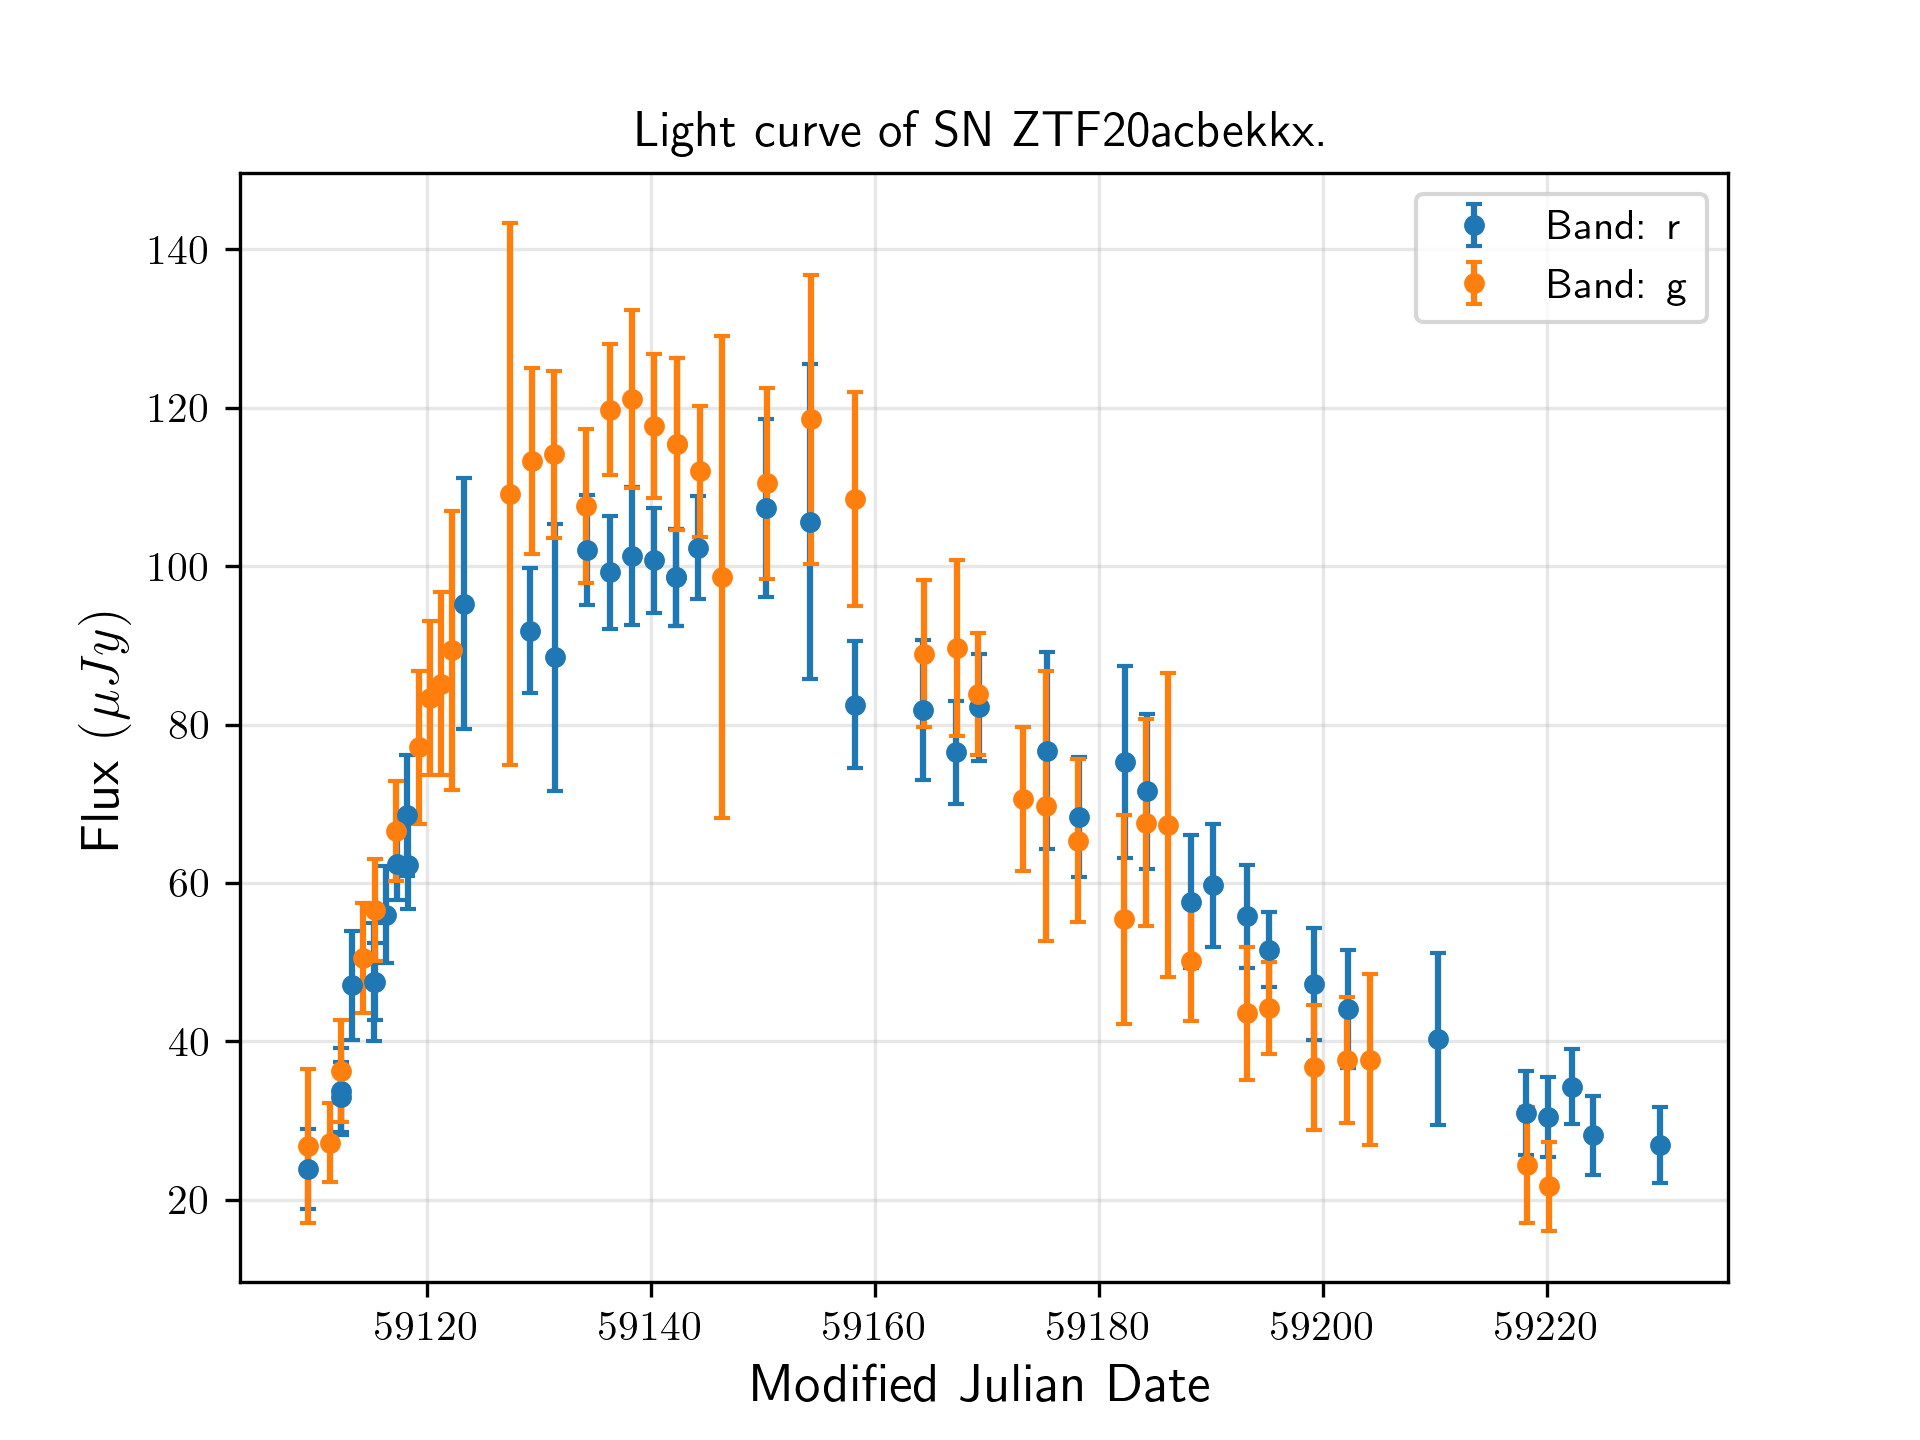 Light curve of SN ZTF20acbekkx.
Band: r
Band: g
140
120
100
80
60
40
20
Flux (μJy)
59120 59140 59160 59180 59200 59220
Modified Julian Date